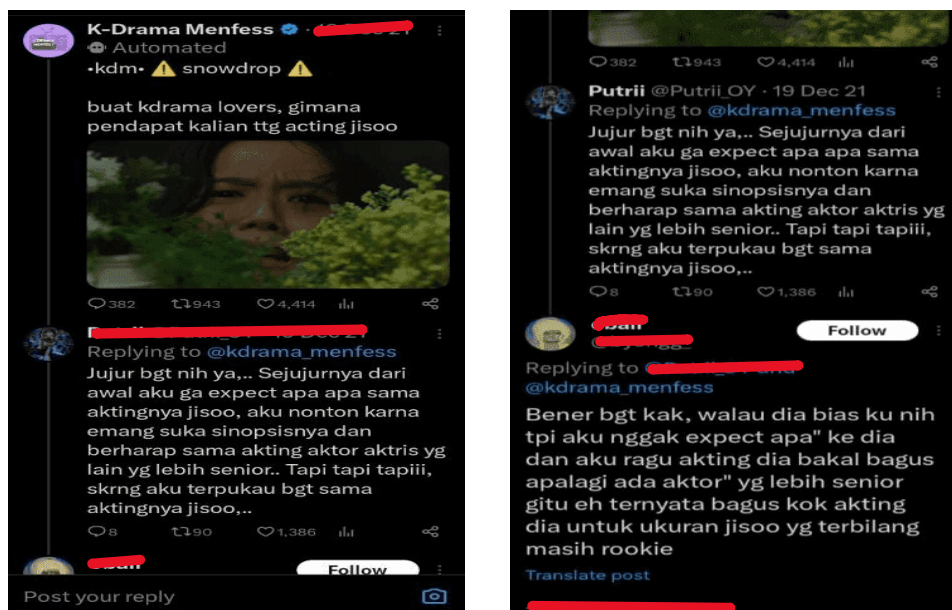 K-Drama Menfess
Automated
•kdm• ⚠️ snowdrop ⚠️
buat kdrama lovers, gimana
pendapat kalian ttg acting jisoo
382 943 4,414
Replying to @kdrama_menfess
Jujur bgt nih ya,.. Sejujurnya dari
awal aku ga expect apa apa sama
aktingnya jisoo, aku nonton karna
emang suka sinopsisnya dan
berharap sama akting aktor aktris yg
lain yg lebih senior.. Tapi tapi tapiii,
skrng aku terpukau bgt sama
aktingnya jisoo,..
8 90 1,386
Follow
Post your reply
382 943 4,414
Putrii @Putrii_OY · 19 Dec 21
Replying to @kdrama_menfess
Jujur bgt nih ya,.. Sejujurnya dari
awal aku ga expect apa apa sama
aktingnya jisoo, aku nonton karna
emang suka sinopsisnya dan
berharap sama akting aktor aktris yg
lain yg lebih senior.. Tapi tapi tapiii,
skrng aku terpukau bgt sama
aktingnya jisoo,..
8 90 1,386
Follow
Replying to
@kdrama_menfess
Bener bgt kak, walau dia bias ku nih
tpi aku nggak expect apa" ke dia
dan aku ragu akting dia bakal bagus
apalagi ada aktor" yg lebih senior
gitu eh ternyata bagus kok akting
dia untuk ukuran jisoo yg terbilang
masih rookie
Translate post